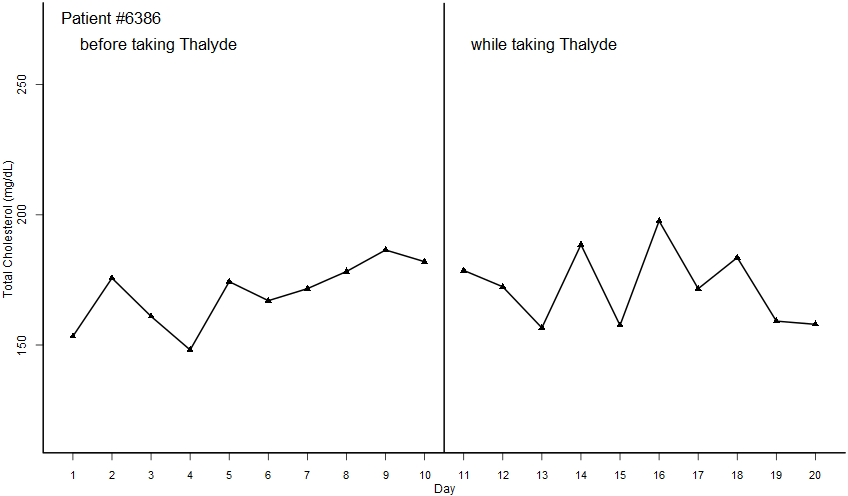 Patient #6386
before taking Thalyde
while taking Thalyde
Total Cholesterol (mg/dL)
250
200
150
1 2 3 4 5 6 7 8 9 10 11 12 13 14 15 16 17 18 19 20
Day